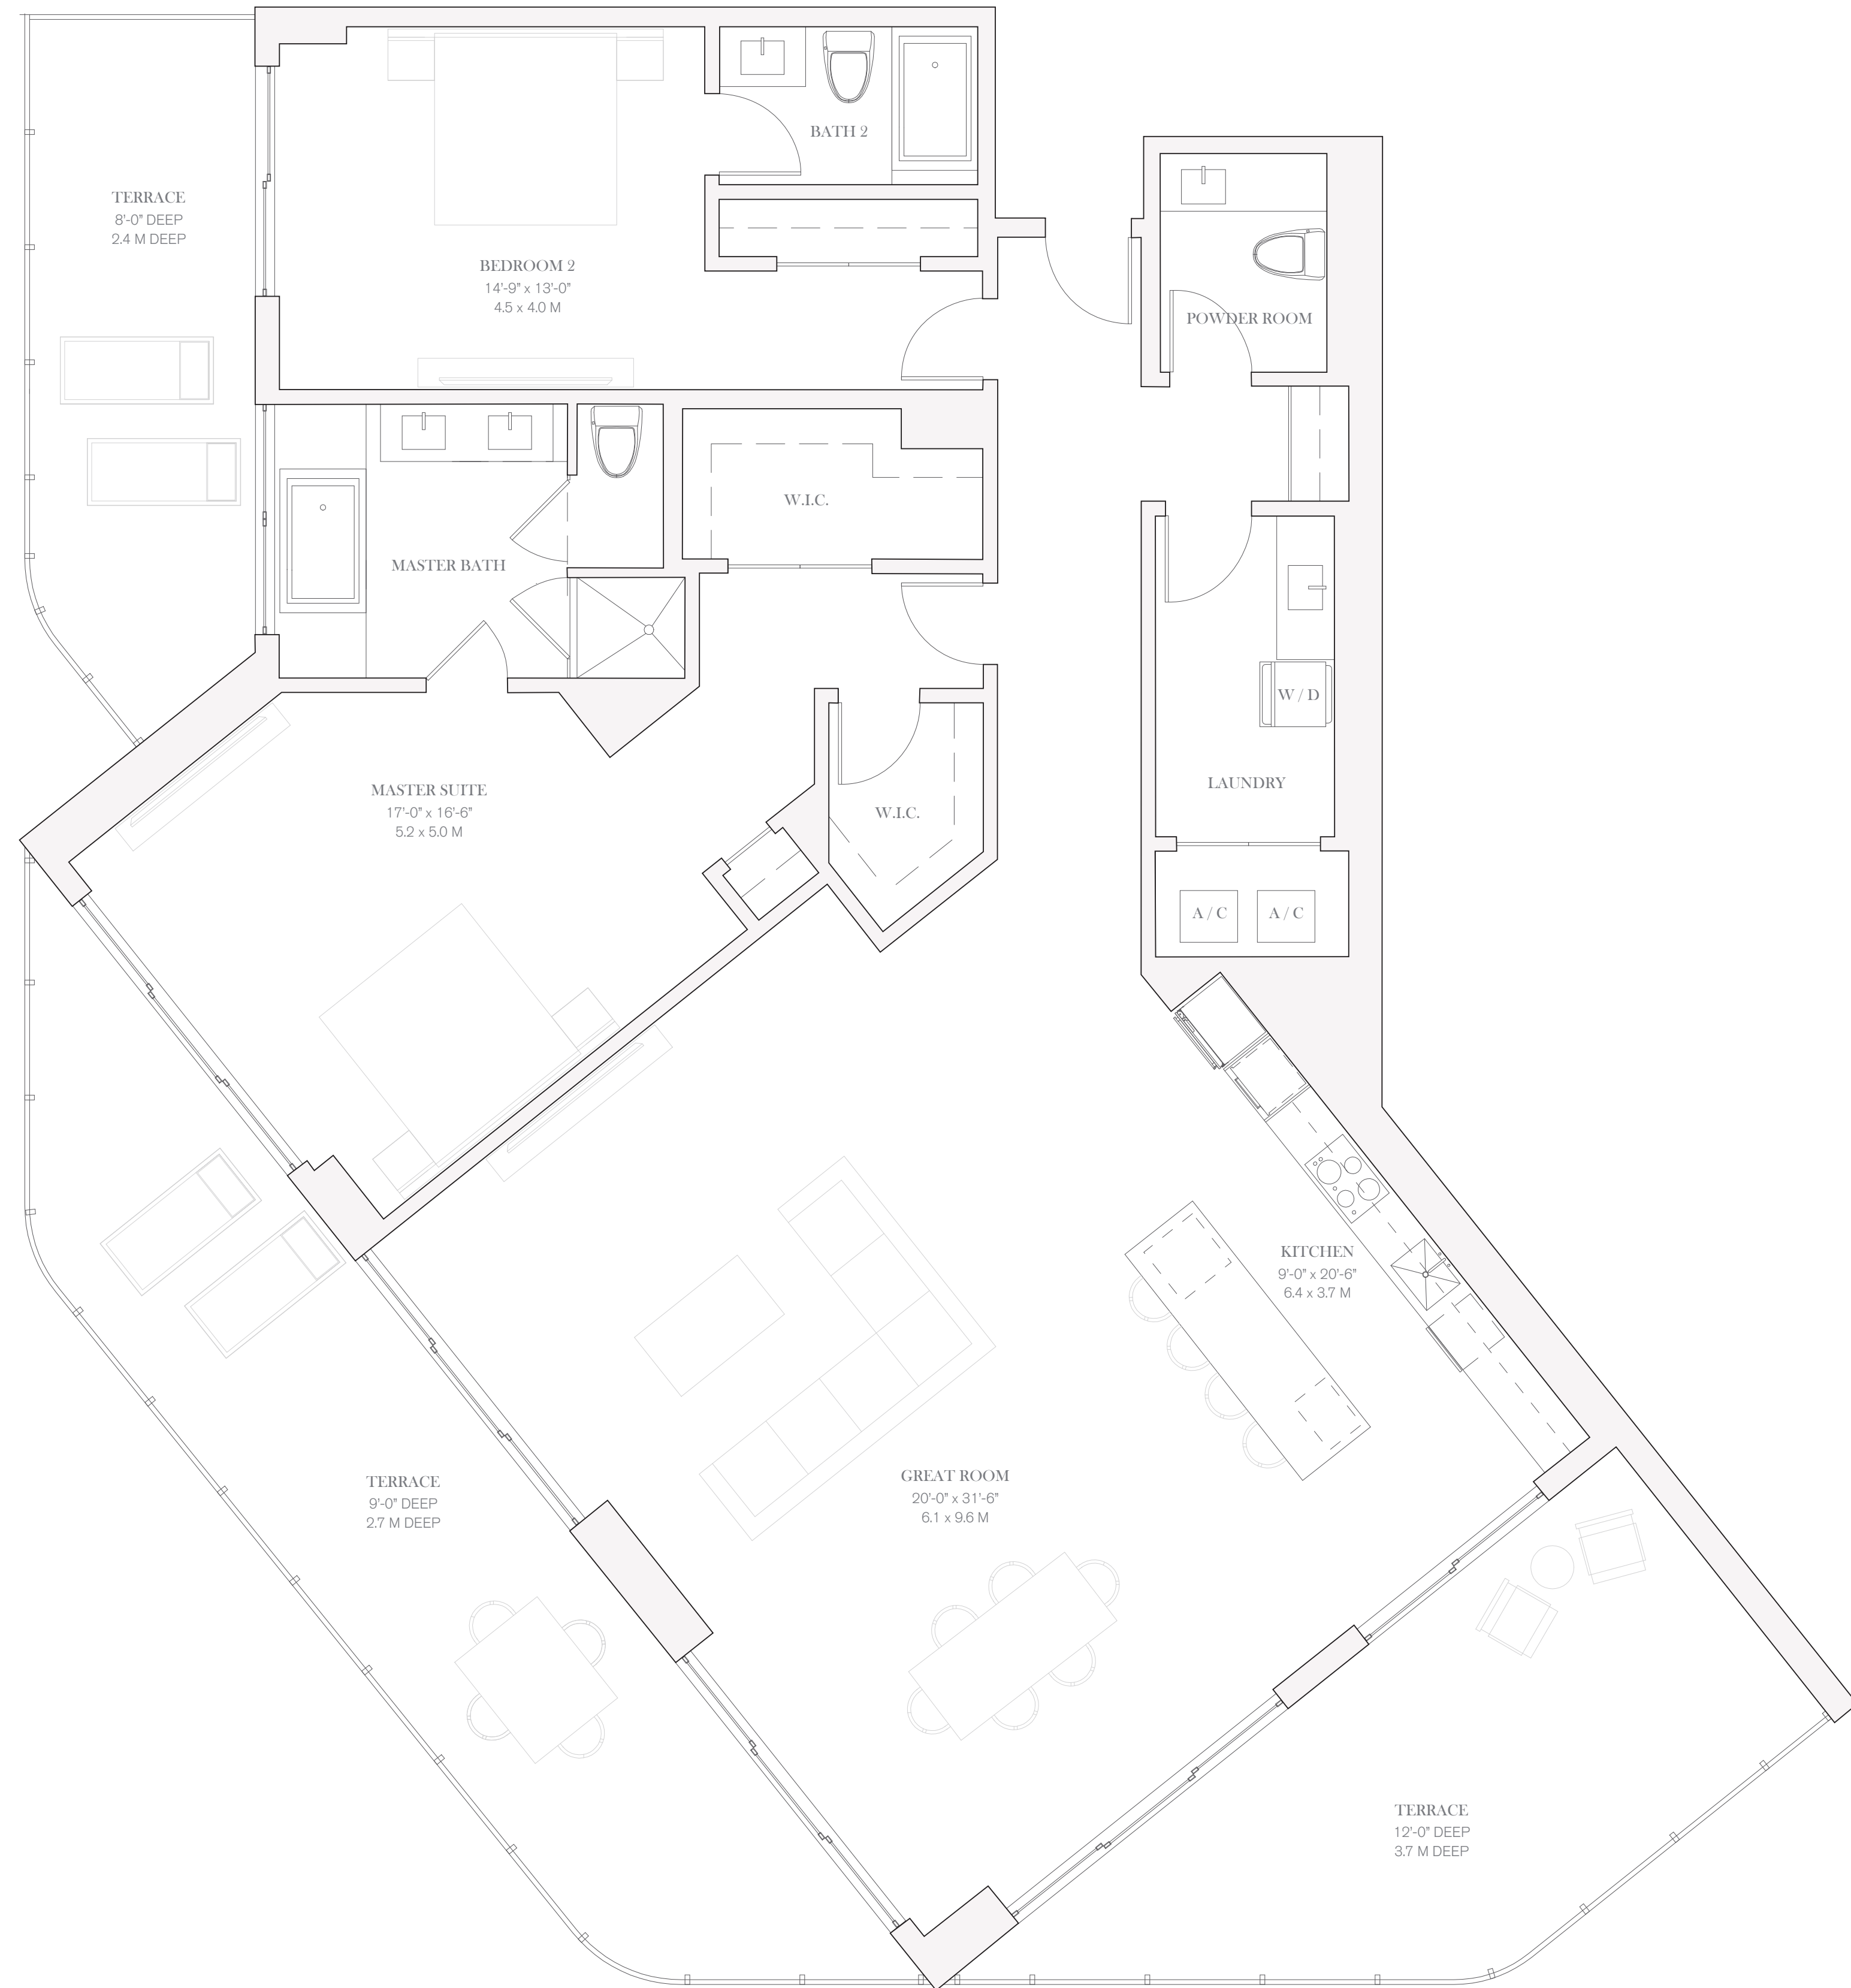 BATH 2
TERRACE
8'-0" DEEP
2.4 M DEEP
BEDROOM 2
14'-9" x 13'-0"
4.5 x 4.0 M
POWDER ROOM
W.I.C.
MASTER BATH
W / D
LAUNDRY
MASTER SUITE
17'-0" x 16'-6"
5.2 x 5.0 M
W.I.C.
A / C
A / C
KITCHEN
9'-0" x 20'-6"
6.4 x 3.7 M
GREAT ROOM
20'-0" x 31'-6"
6.1 x 9.6 M
TERRACE
9'-0" DEEP
2.7 M DEEP
TERRACE
12'-0" DEEP
3.7 M DEEP